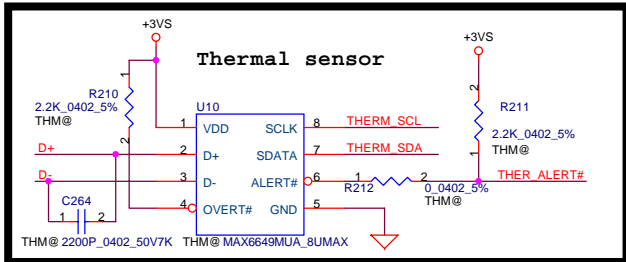 +3VS
+3VS
Thermal sensor
R210
2.2K_0402_5%
THM@
1
2
U10
1 VDD SCLK 8 THERM_SCL
D+ 2 D+ SDATA 7 THERM_SDA
D- 3 D- ALERT# 6
4 OVERT# GND 5
R212 1 2 0_0402_5%
THM@
THER_ALERT#
R211
2.2K_0402_5%
THM@
2
1
C264
1 2
THM@ 2200P_0402_50V7K
THM@ MAX6649MUA_8UMAX